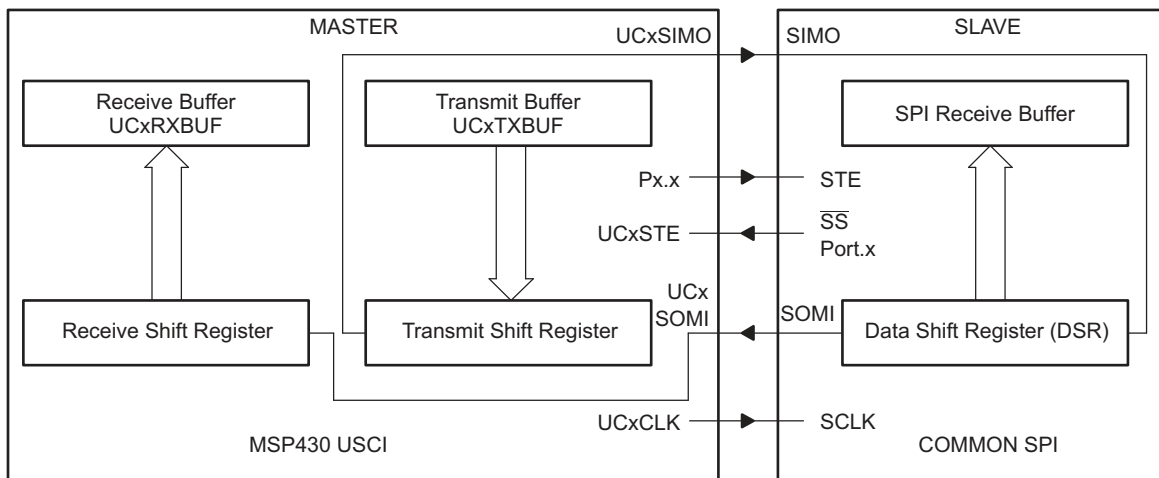 MASTER
UCxSIMO
SIMO
SLAVE
Receive Buffer
UCxRXBUF
Transmit Buffer
UCxTXBUF
SPI Receive Buffer
Px.x
STE
UCxSTE
SS
Port.x
UCx
SOMI
SOMI
Receive Shift Register
Transmit Shift Register
Data Shift Register (DSR)
UCxCLK
SCLK
MSP430 USCI
COMMON SPI